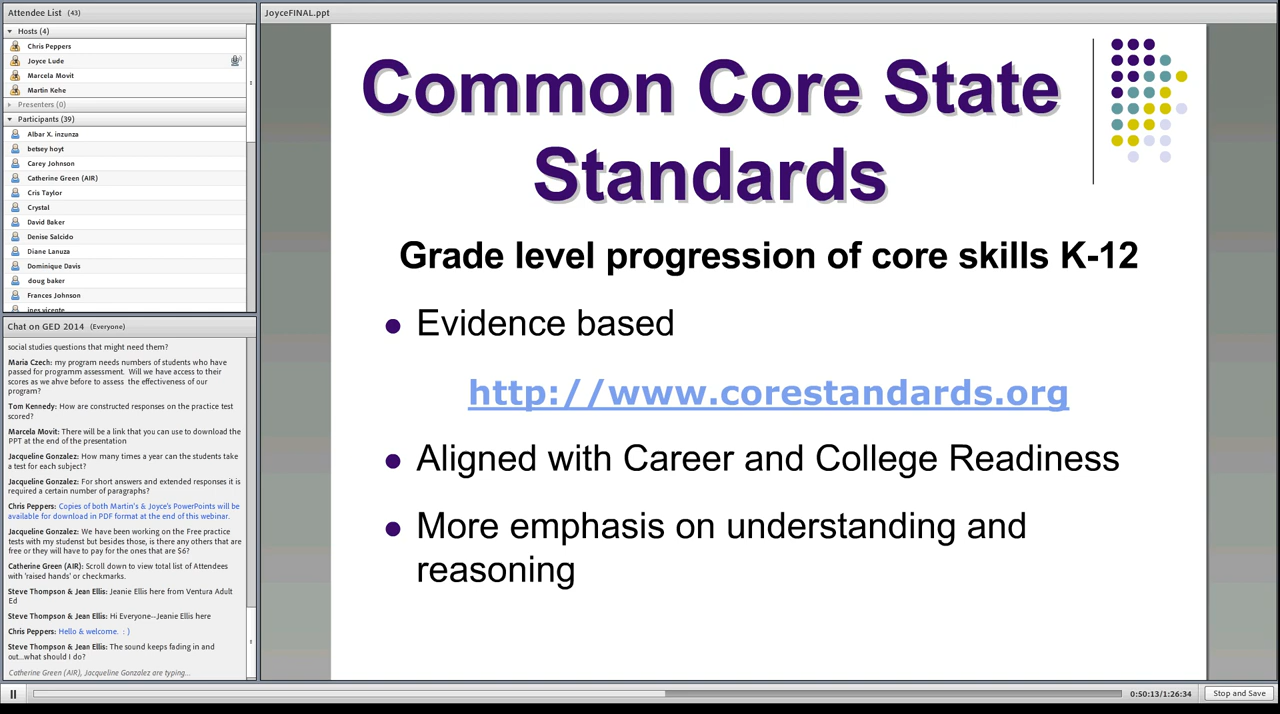 Attendee List (43)
Hosts (4)
Chris Peppers
Joyce Lude
Marcela Movit
Martin Kehe
Presenters (0)
Participants (39)
Albar X. inzunza
betsey hoyt
Carey Johnson
Catherine Green (AIR)
Cris Taylor
Crystal
David Baker
Denise Salcido
Diane Lanuza
Dominique Davis
doug baker
Frances Johnson
ines vicente
Chat on GED 2014 (Everyone)
social studies questions that might need them?
Maria Czech: my program needs numbers of students who have
passed for programm assessment. Will we have access to their
scores as we ahve before to assess the effectiveness of our
program?
Tom Kennedy: How are constructed responses on the practice test
scored?
Marcela Movit: There will be a link that you can use to download the
PPT at the end of the presentation
Jacqueline Gonzalez: How many times a year can the students take
a test for each subject?
Jacqueline Gonzalez: For short answers and extended responses it is
required a certain number of paragraphs?
Chris Peppers: Copies of both Martin's & Joyce's PowerPoints will be
available for download in PDF format at the end of this webinar.
Jacqueline Gonzalez: We have been working on the Free practice
tests with my studenst but besides those, is there any others that are
free or they will have to pay for the ones that are $6?
Catherine Green (AIR): Scroll down to view total list of Attendees
with 'raised hands' or checkmarks.
Steve Thompson & Jean Ellis: Jeanie Ellis here from Ventura Adult
Ed
Steve Thompson & Jean Ellis: Hi Everyone--Jeanie Ellis here
Chris Peppers: Hello & welcome. : )
Steve Thompson & Jean Ellis: The sound keeps fading in and
out...what should I do?
Catherine Green (AIR), Jacqueline Gonzalez are typing...
JoyceFINAL.ppt
Common Core State
Standards
Grade level progression of core skills K-12
Evidence based
http://www.corestandards.org
Aligned with Career and College Readiness
More emphasis on understanding and
reasoning
0:50:13/1:26:34
Stop and Save